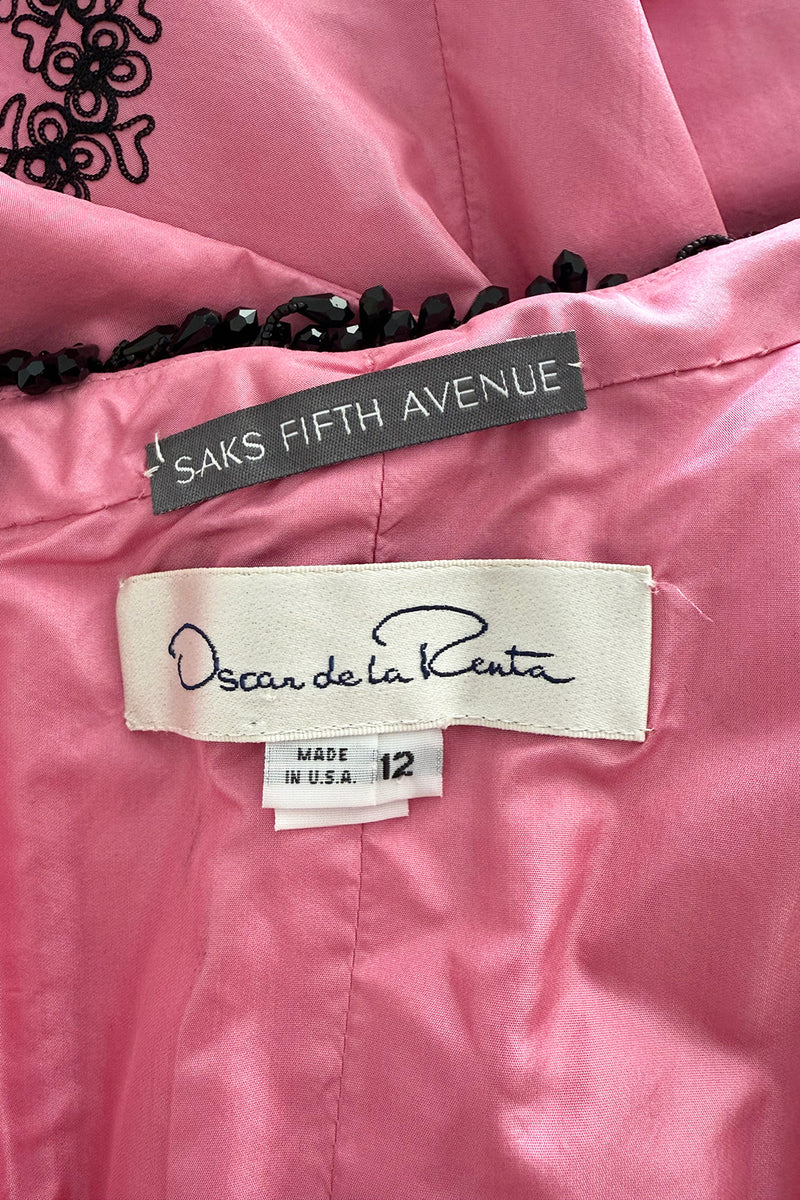 SAKS FIFTH AVENUE
Oscar de la Renta
MADE
IN U.S.A.
12